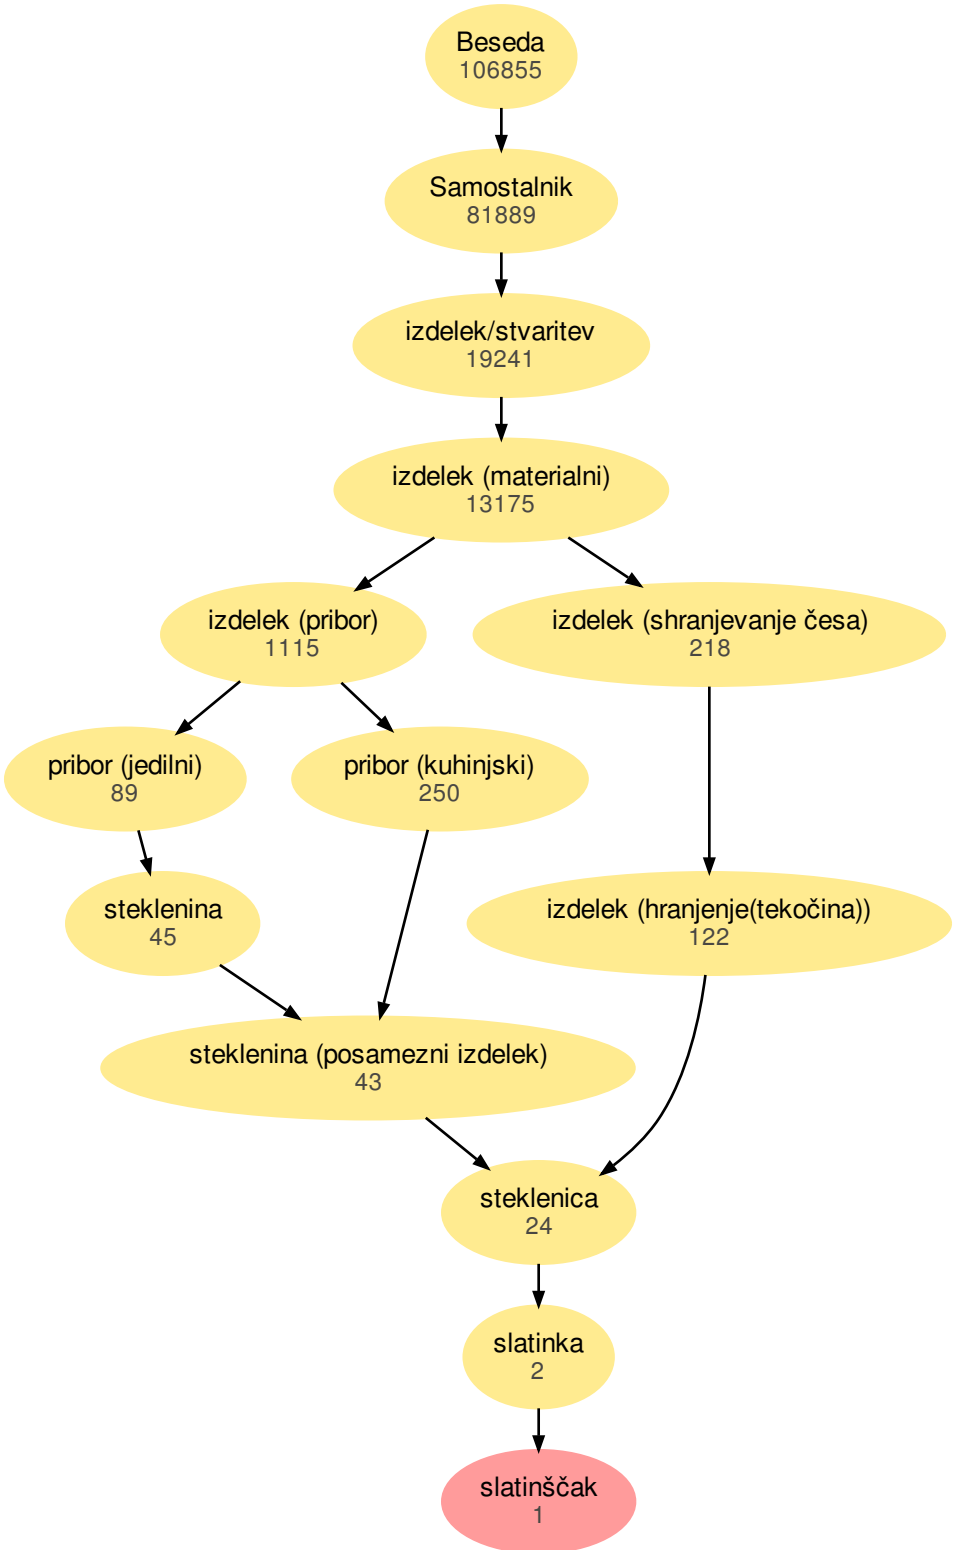 Beseda
106855
Samostalnik
81889
izdelek/stvaritev
19241
izdelek (materialni)
13175
izdelek (pribor)
1115
izdelek (shranjevanje česa)
218
pribor (jedilni)
89
pribor (kuhinjski)
250
steklenina
45
izdelek (hranjenje(tekočina))
122
steklenina (posamezni izdelek)
43
steklenica
24
slatinka
2
slatinščak
1